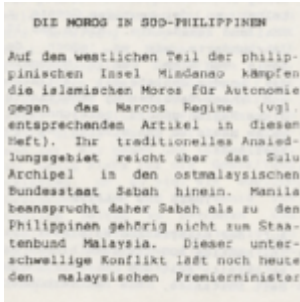 DIE MOROS IN SÜD-PHILIPPINEN
Auf dem westlichen Teil der philip-
pinischen Insel Mindanao kämpfen
die islamischen Moros für Autonomie
gegen das Marcos Regime (vgl.
entsprechenden Artikel in diesem
Heft). Ihr traditionelles Ansied-
lungsgebiet reicht über das Sulu
Archipel in den ostmalaysischen
Bundesstaat Sabah hinein. Manila
beansprucht daher Sabah als zu den
Philippinen gehörig nicht zum Staa-
tenbund Malaysia. Dieser unter-
schwellige Konflikt läßt noch heute
den malaysischen Premierminister